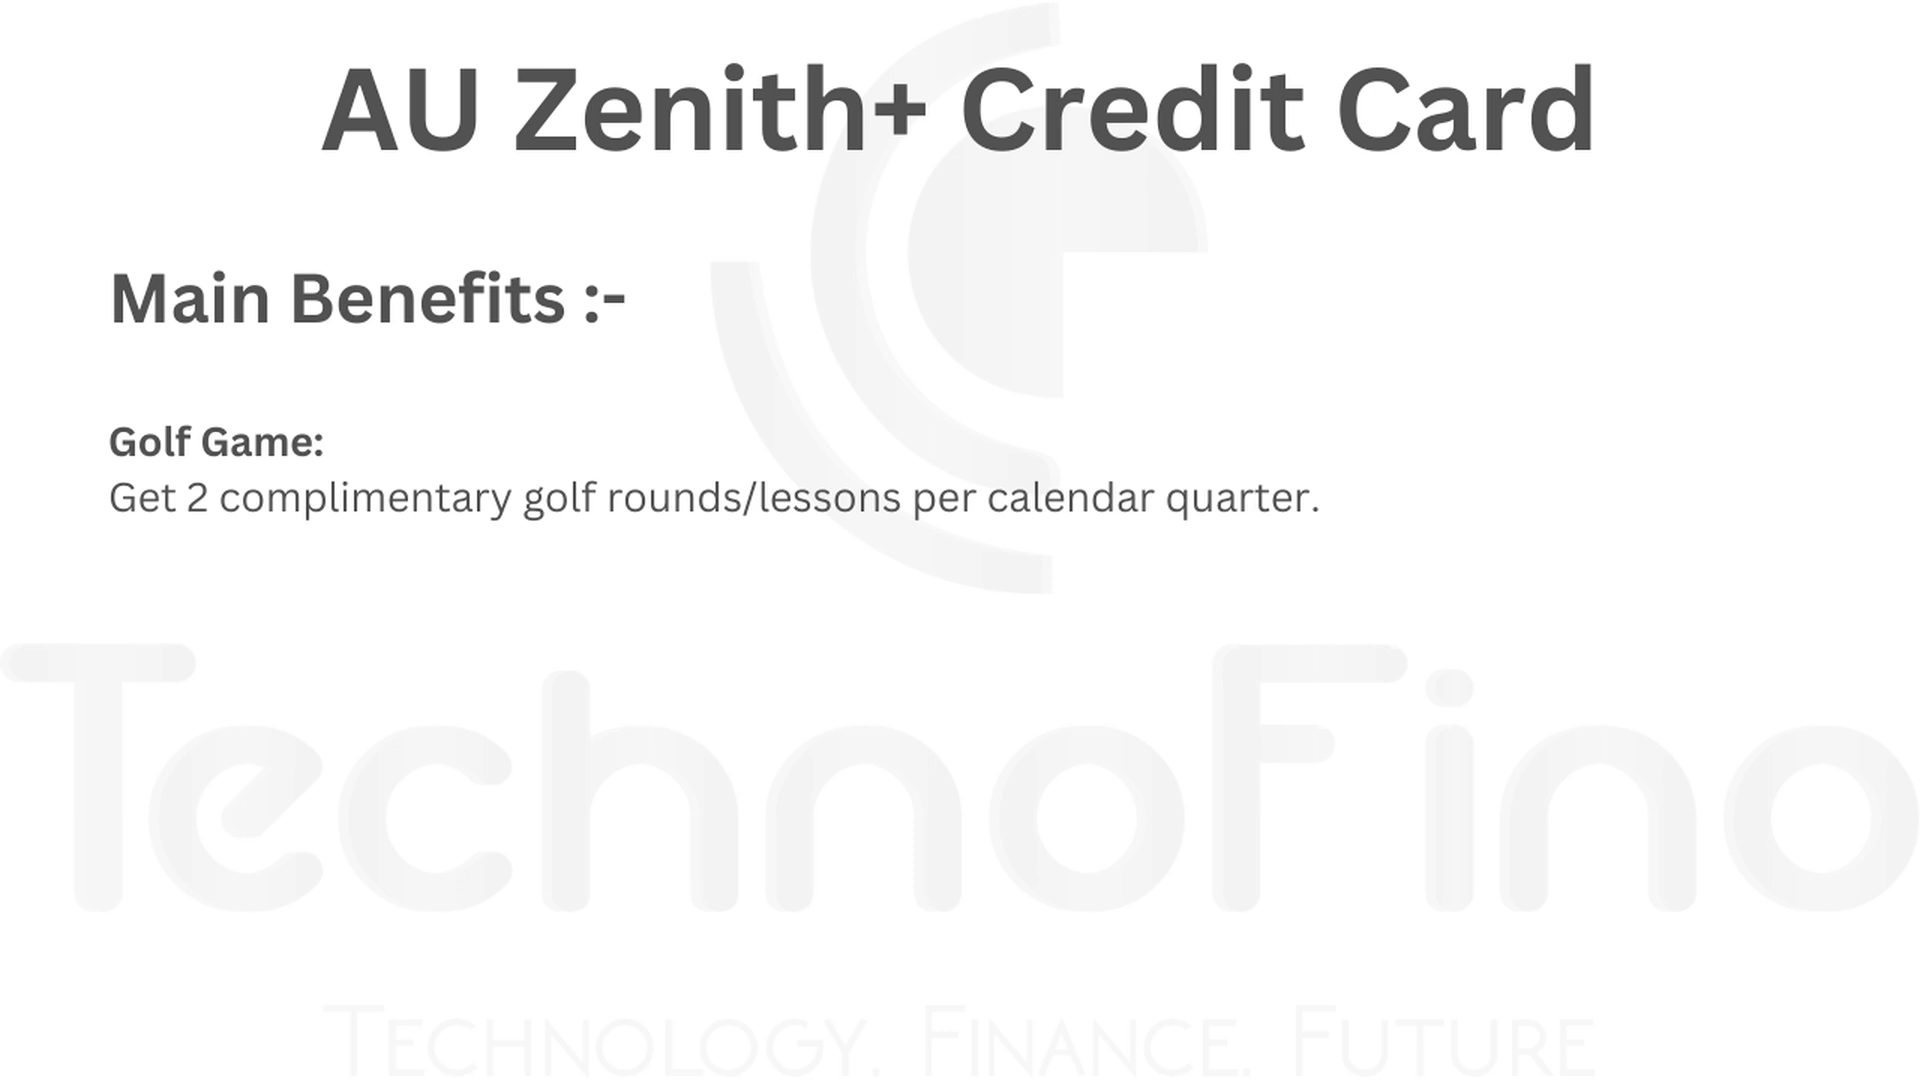 AU Zenith+ Credit Card
Main Benefits :-
Golf Game:
Get 2 complimentary golf rounds/lessons per calendar quarter.
TechnoFino
TECHNOLOGY. FINANCE. FUTURE